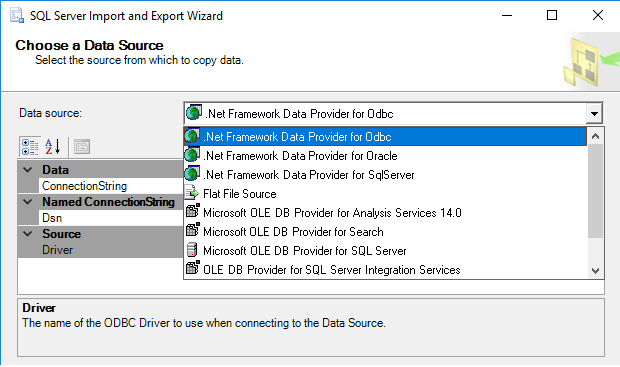 SQL Server Import and Export Wizard
Choose a Data Source
Select the source from which to copy data.
Data source:
.Net Framework Data Provider for Odbc
.Net Framework Data Provider for Odbc
.Net Framework Data Provider for Oracle
.Net Framework Data Provider for SqlServer
Flat File Source
Microsoft OLE DB Provider for Analysis Services 14.0
Microsoft OLE DB Provider for Search
Microsoft OLE DB Provider for SQL Server
OLE DB Provider for SQL Server Integration Services
A
Z
Data
ConnectionString
Named ConnectionString
Dsn
Source
Driver
Driver
The name of the ODBC Driver to use when connecting to the Data Source.